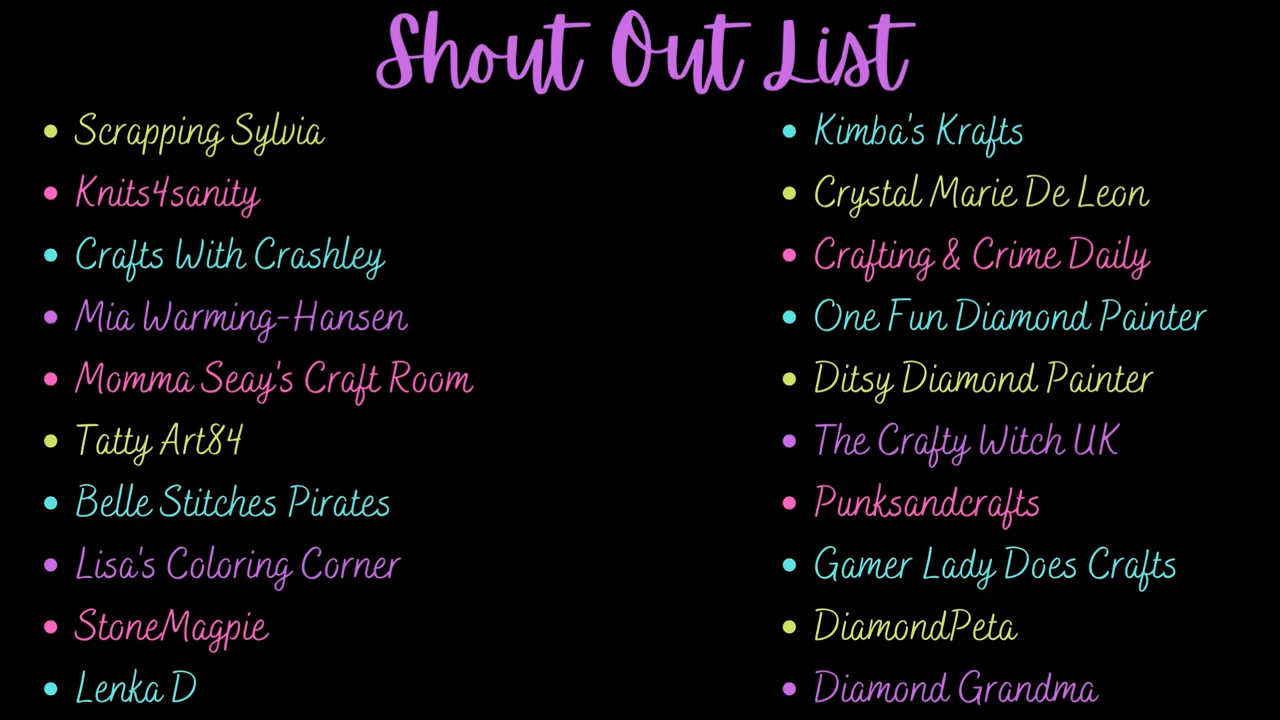 Shout Out List
Scrapping Sylvia
Knits4sanity
Crafts With Crashley
Mia Warming-Hansen
Momma Seay's Craft Room
Tatty Art84
Belle Stitches Pirates
Lisa's Coloring Corner
StoneMagpie
Lenka D
Kimba's Krafts
Crystal Marie De Leon
Crafting & Crime Daily
One Fun Diamond Painter
Ditsy Diamond Painter
The Crafty Witch UK
Punksandcrafts
Gamer Lady Does Crafts
DiamondPeta
Diamond Grandma